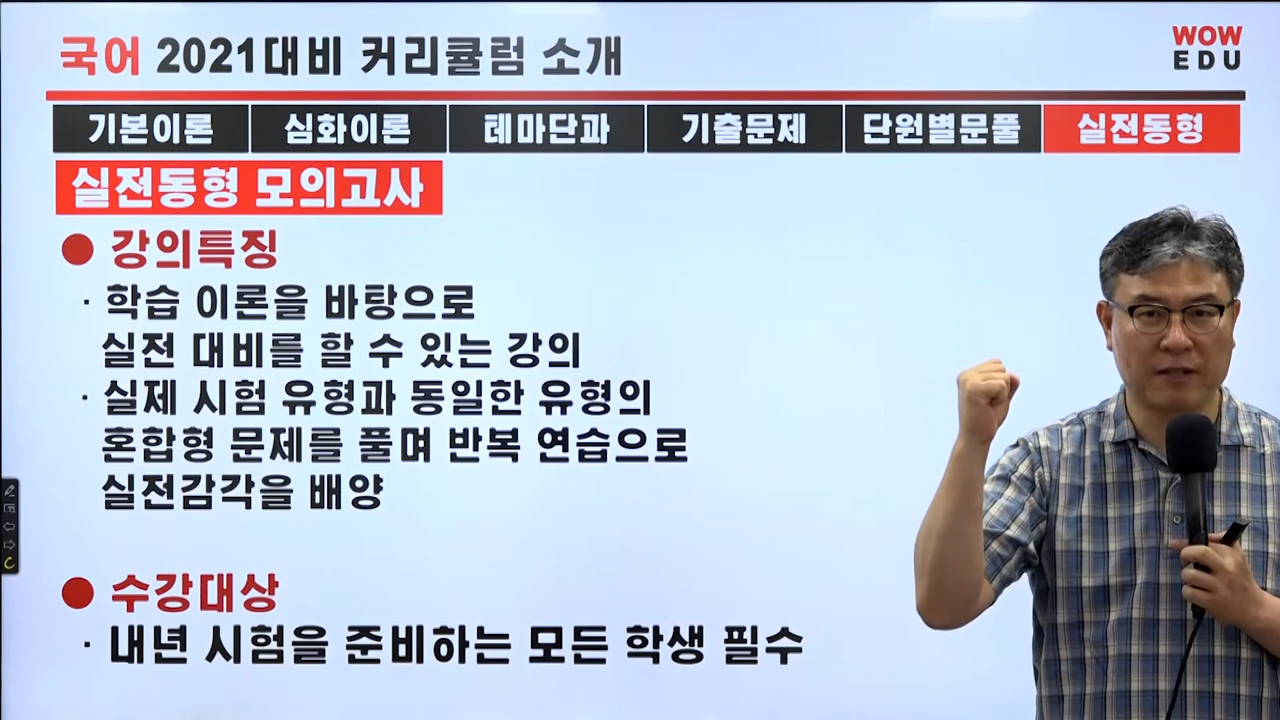 국어 2021대비 커리큘럼 소개
WOW
EDU
기본이론 심화이론 테마단과 기출문제 단원별문풀 실전동형
실전동형 모의고사
● 강의특징
· 학습 이론을 바탕으로
실전 대비를 할 수 있는 강의
· 실제 시험 유형과 동일한 유형의
혼합형 문제를 풀며 반복 연습으로
실전감각을 배양
● 수강대상
· 내년 시험을 준비하는 모든 학생 필수